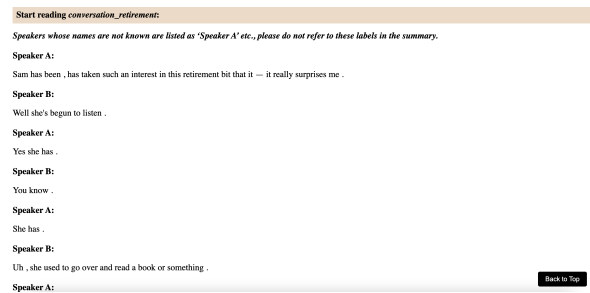 Start reading conversation_retirement:
Speakers whose names are not known are listed as ‘Speaker A’ etc., please do not refer to these labels in the summary.
Speaker A:
Sam has been , has taken such an interest in this retirement bit that it — it really surprises me .
Speaker B:
Well she's begun to listen .
Speaker A:
Yes she has .
Speaker B:
You know .
Speaker A:
She has .
Speaker B:
Uh , she used to go over and read a book or something .
Back to Top
Speaker A: